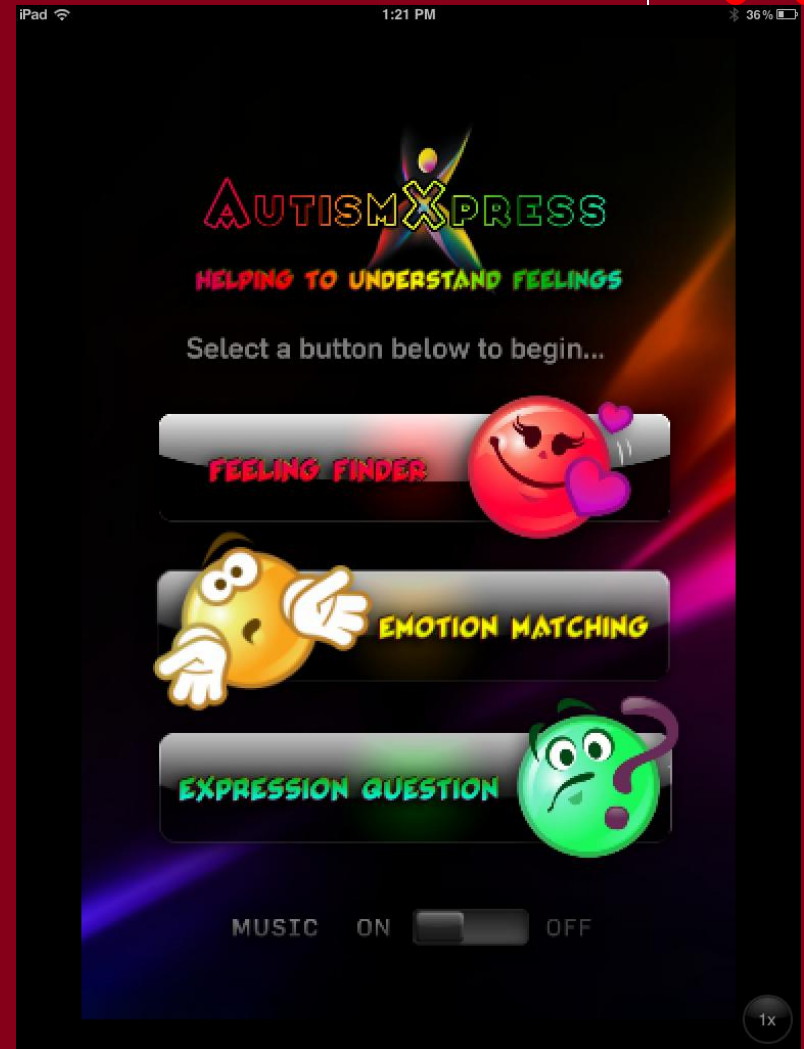 iPad 1:21 PM 36%
AUTISMXPRESS
HELPING TO UNDERSTAND FEELINGS
Select a button below to begin...
FEELING FINDER
EMOTION MATCHING
EXPRESSION QUESTION
?
MUSIC ON OFF
1x